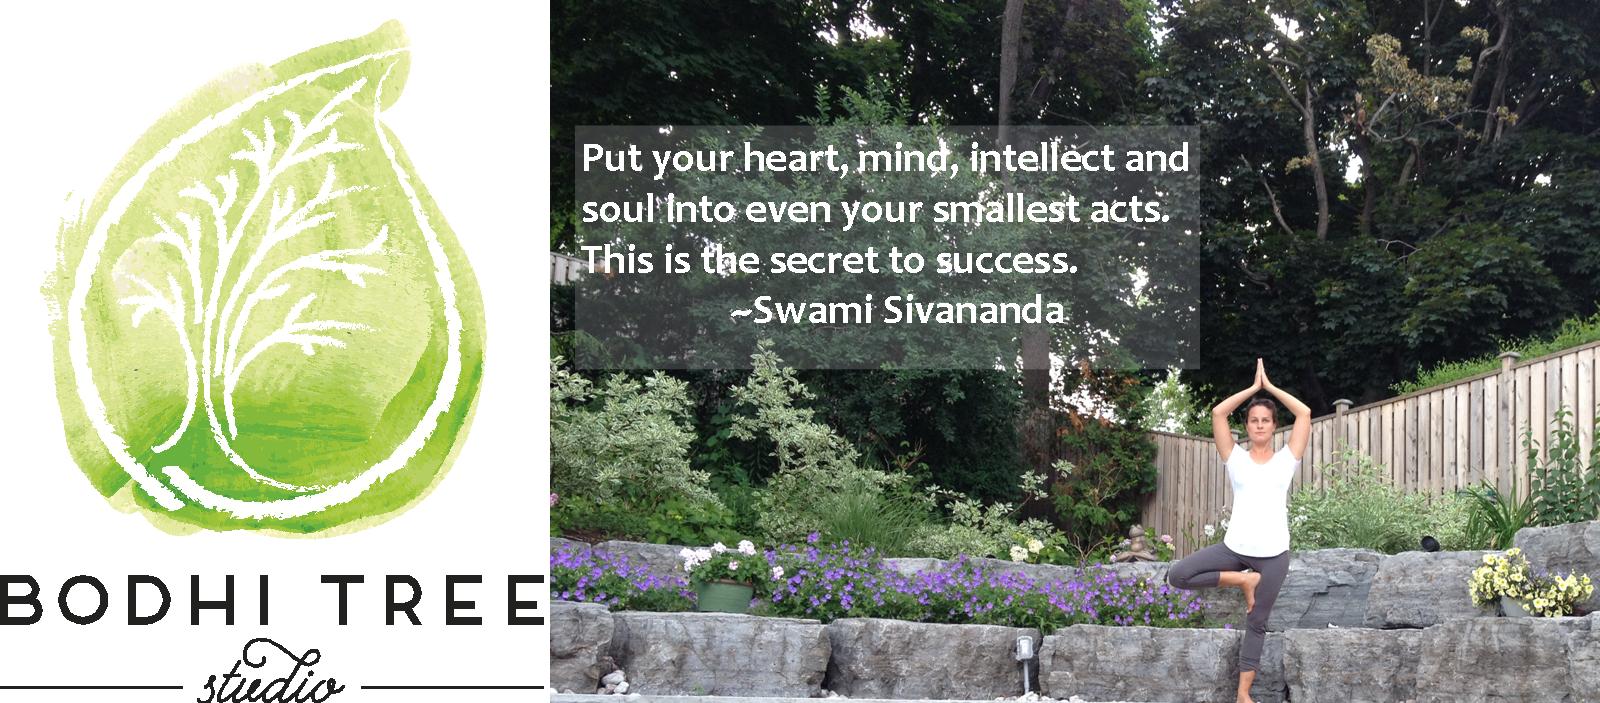 BODHI TREE
studio
Put your heart, mind, intellect and
soul into even your smallest acts.
This is the secret to success.
~Swami Sivananda